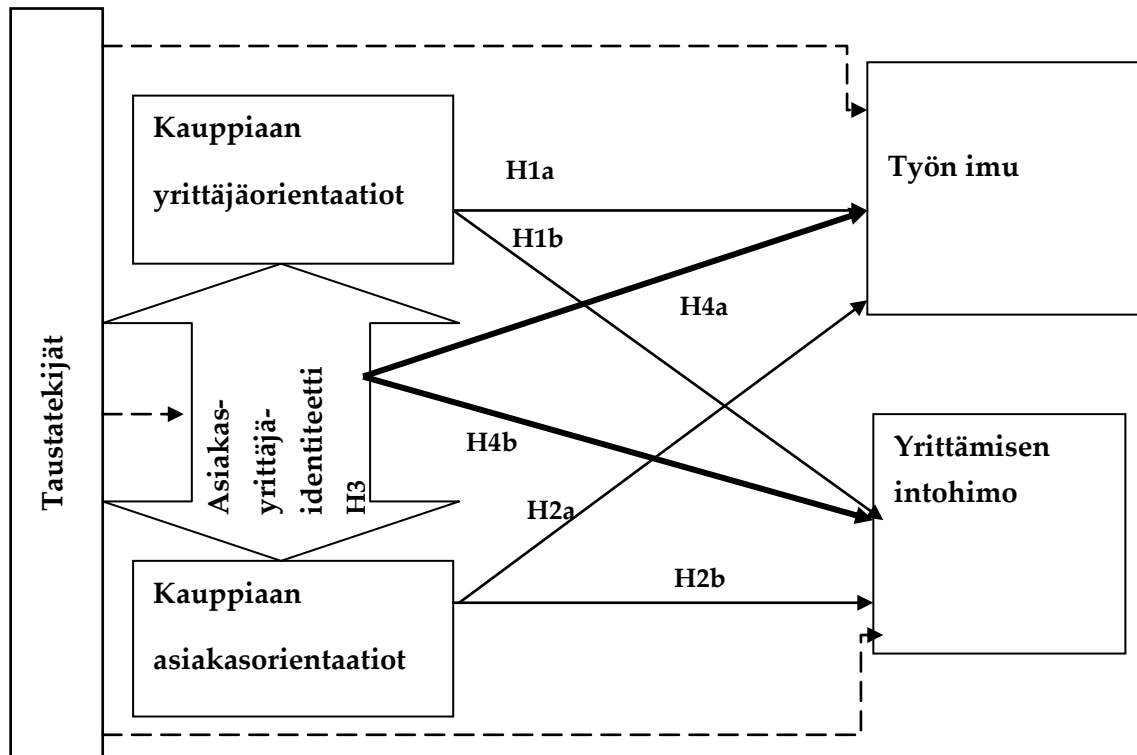 Taustatekijät
Kauppiaan
yrittäjäorientaatiot
Asiakas-
yrittäjä-
identiteetti
H3
Kauppiaan
asiakasorientaatiot
H1a
H1b
H4a
H4b
H2a
H2b
Työn imu
Yrittämisen
intohimo